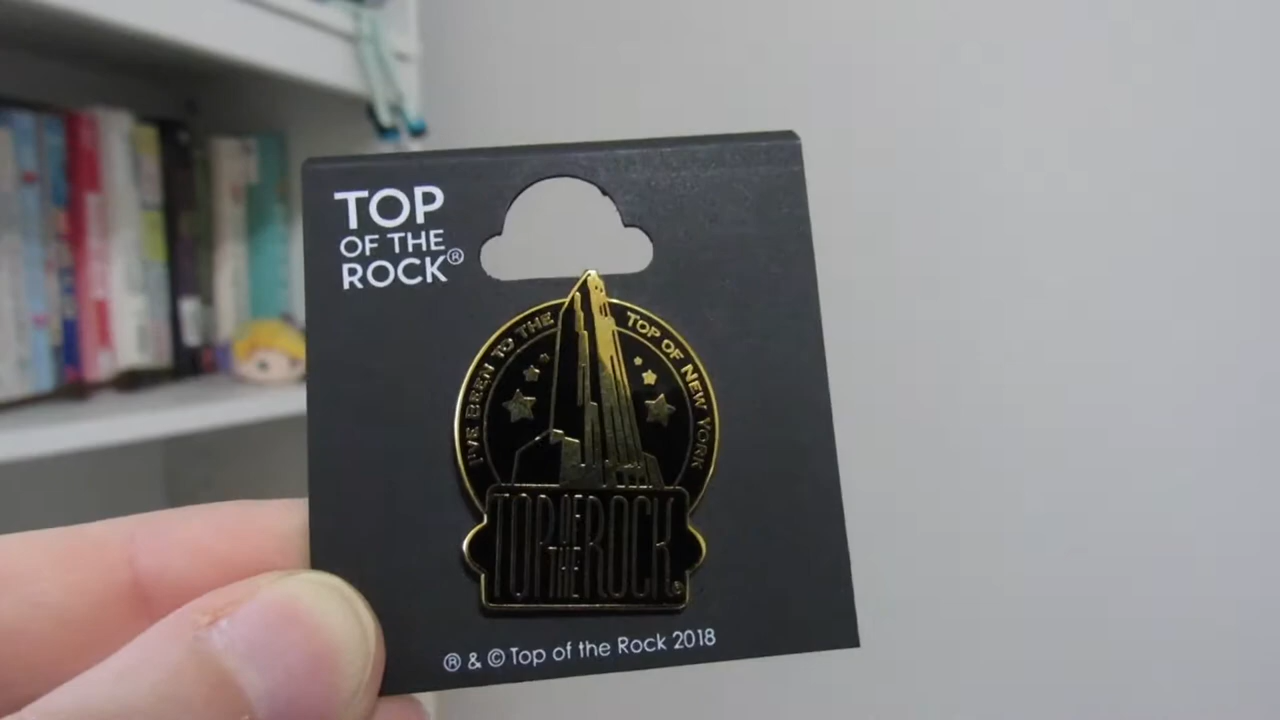 TOP
OF THE
ROCK®
I'VE BEEN TO THE TOP OF NEW YORK
TOP OF THE ROCK®
® & © Top of the Rock 2018